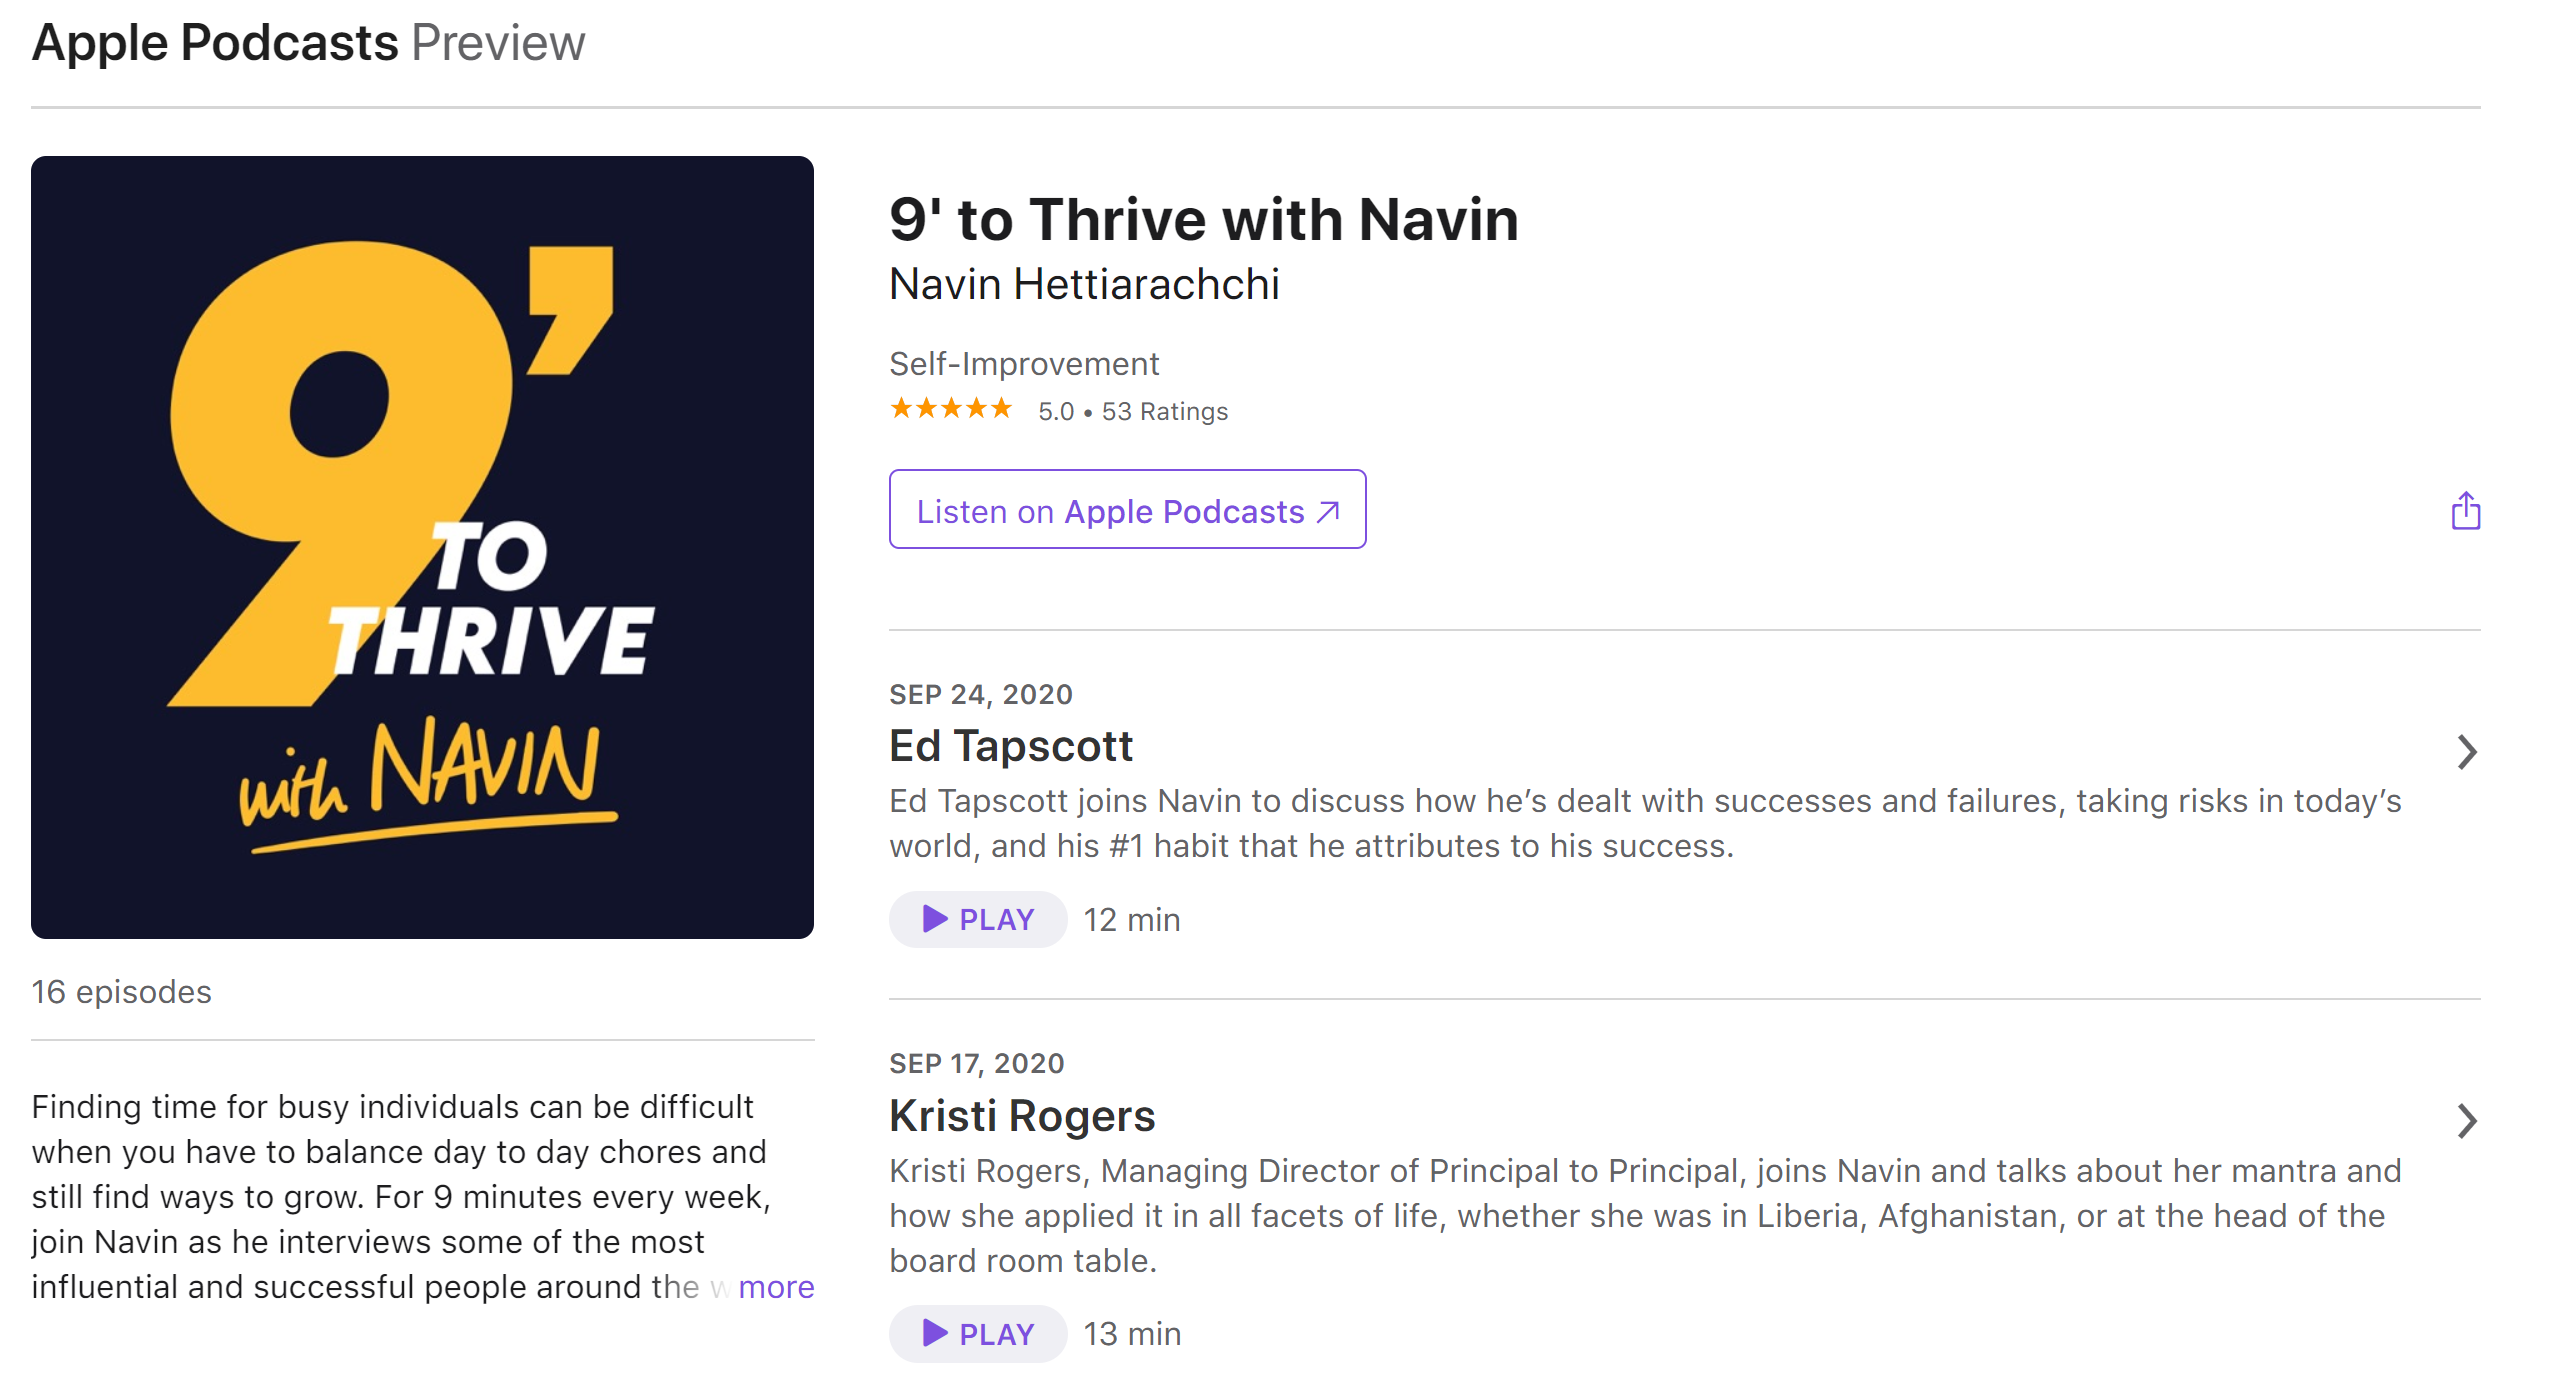 Apple Podcasts Preview
9’
TO
THRIVE
with NAVIN
16 episodes
Finding time for busy individuals can be difficult
when you have to balance day to day chores and
still find ways to grow. For 9 minutes every week,
join Navin as he interviews some of the most
influential and successful people around the w more
9' to Thrive with Navin
Navin Hettiarachchi
Self-Improvement
★★★★★ 5.0 • 53 Ratings
Listen on Apple Podcasts ↗
SEP 24, 2020
Ed Tapscott
Ed Tapscott joins Navin to discuss how he’s dealt with successes and failures, taking risks in today’s
world, and his #1 habit that he attributes to his success.
PLAY 12 min
SEP 17, 2020
Kristi Rogers
Kristi Rogers, Managing Director of Principal to Principal, joins Navin and talks about her mantra and
how she applied it in all facets of life, whether she was in Liberia, Afghanistan, or at the head of the
board room table.
PLAY 13 min